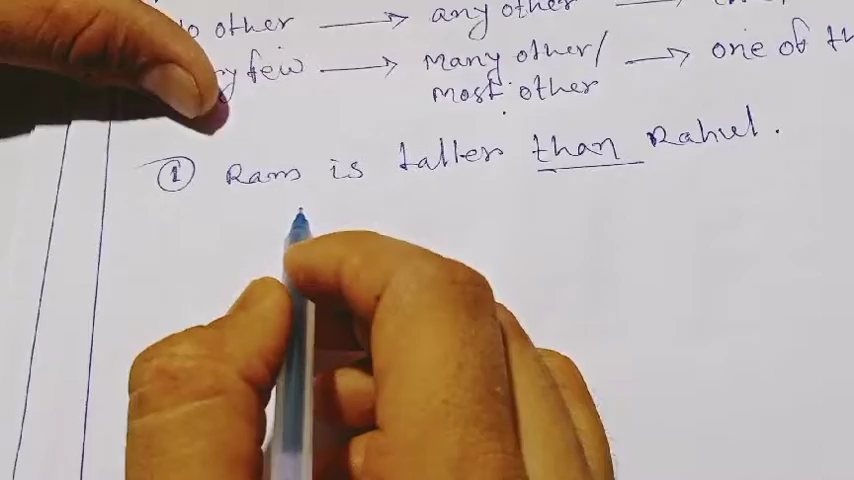 other → any other →
few → many other/ → one of
most other
① Ram is taller than Rahul.